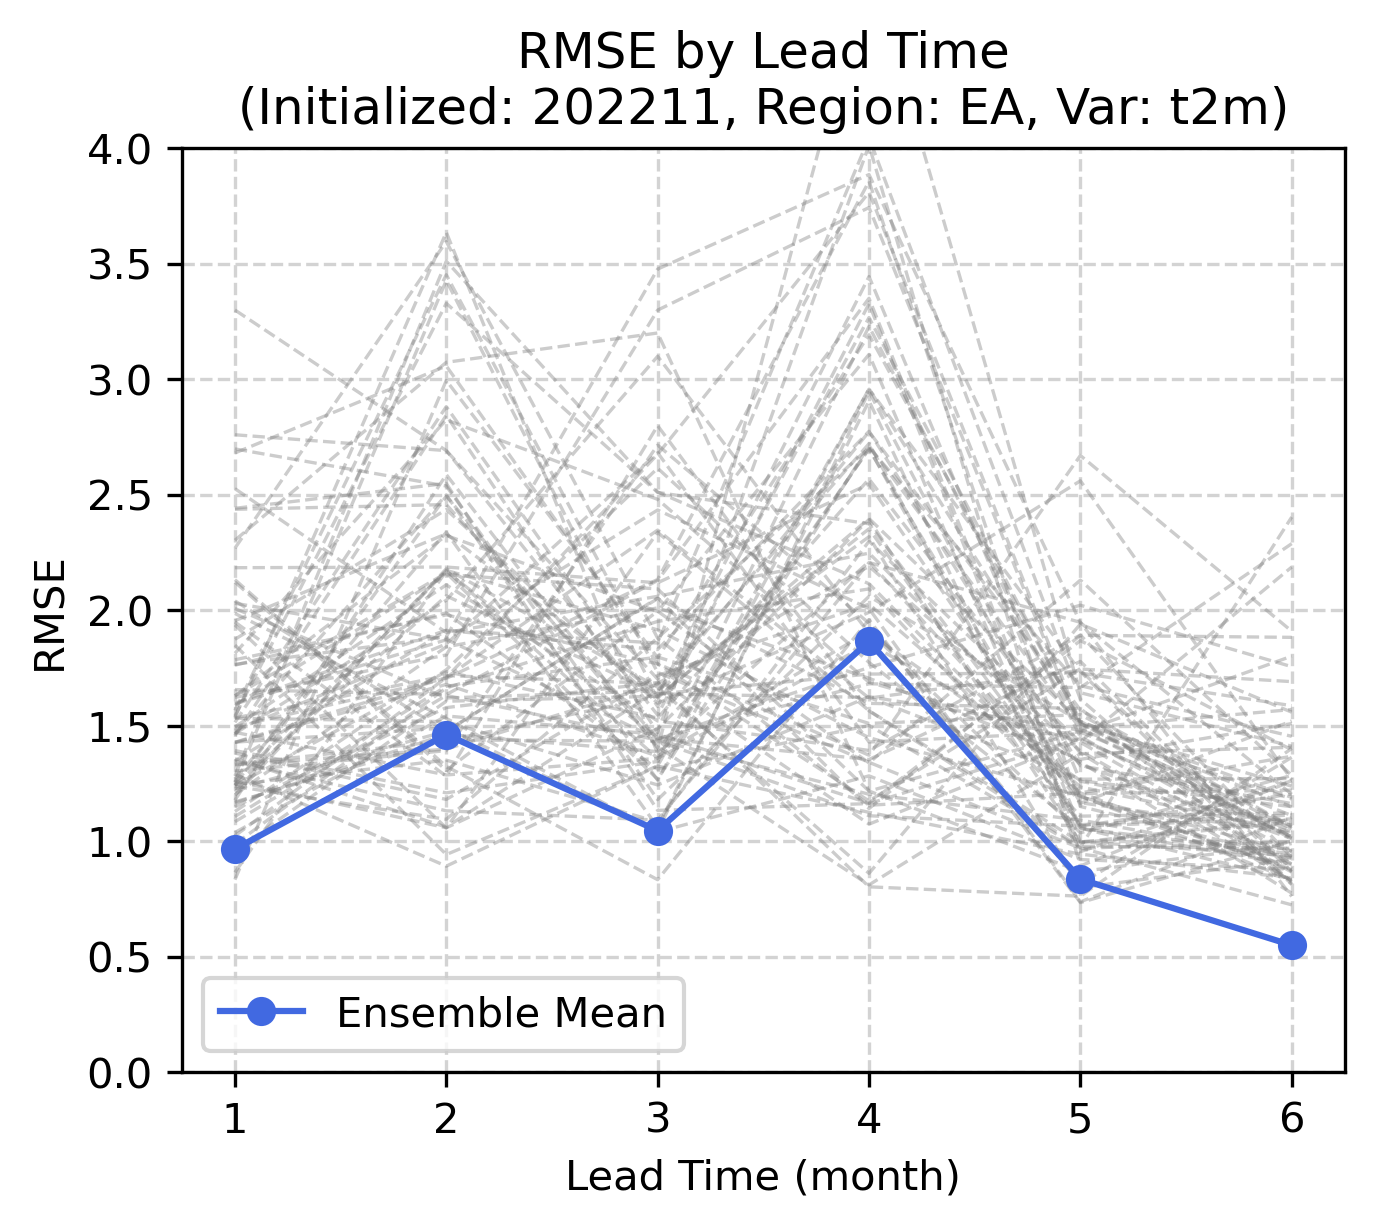 RMSE by Lead Time
(Initialized: 202211, Region: EA, Var: t2m)
4.0
3.5
3.0
2.5
2.0
1.5
1.0
0.5
0.0
RMSE
Ensemble Mean
1 2 3 4 5 6
Lead Time (month)